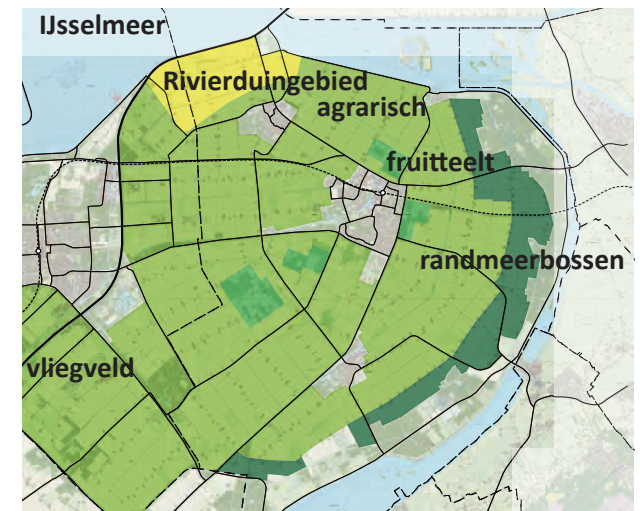 IJsselmeer
Rivierduingebied
agrarisch
fruitteelt
randmeerbossen
vliegveld